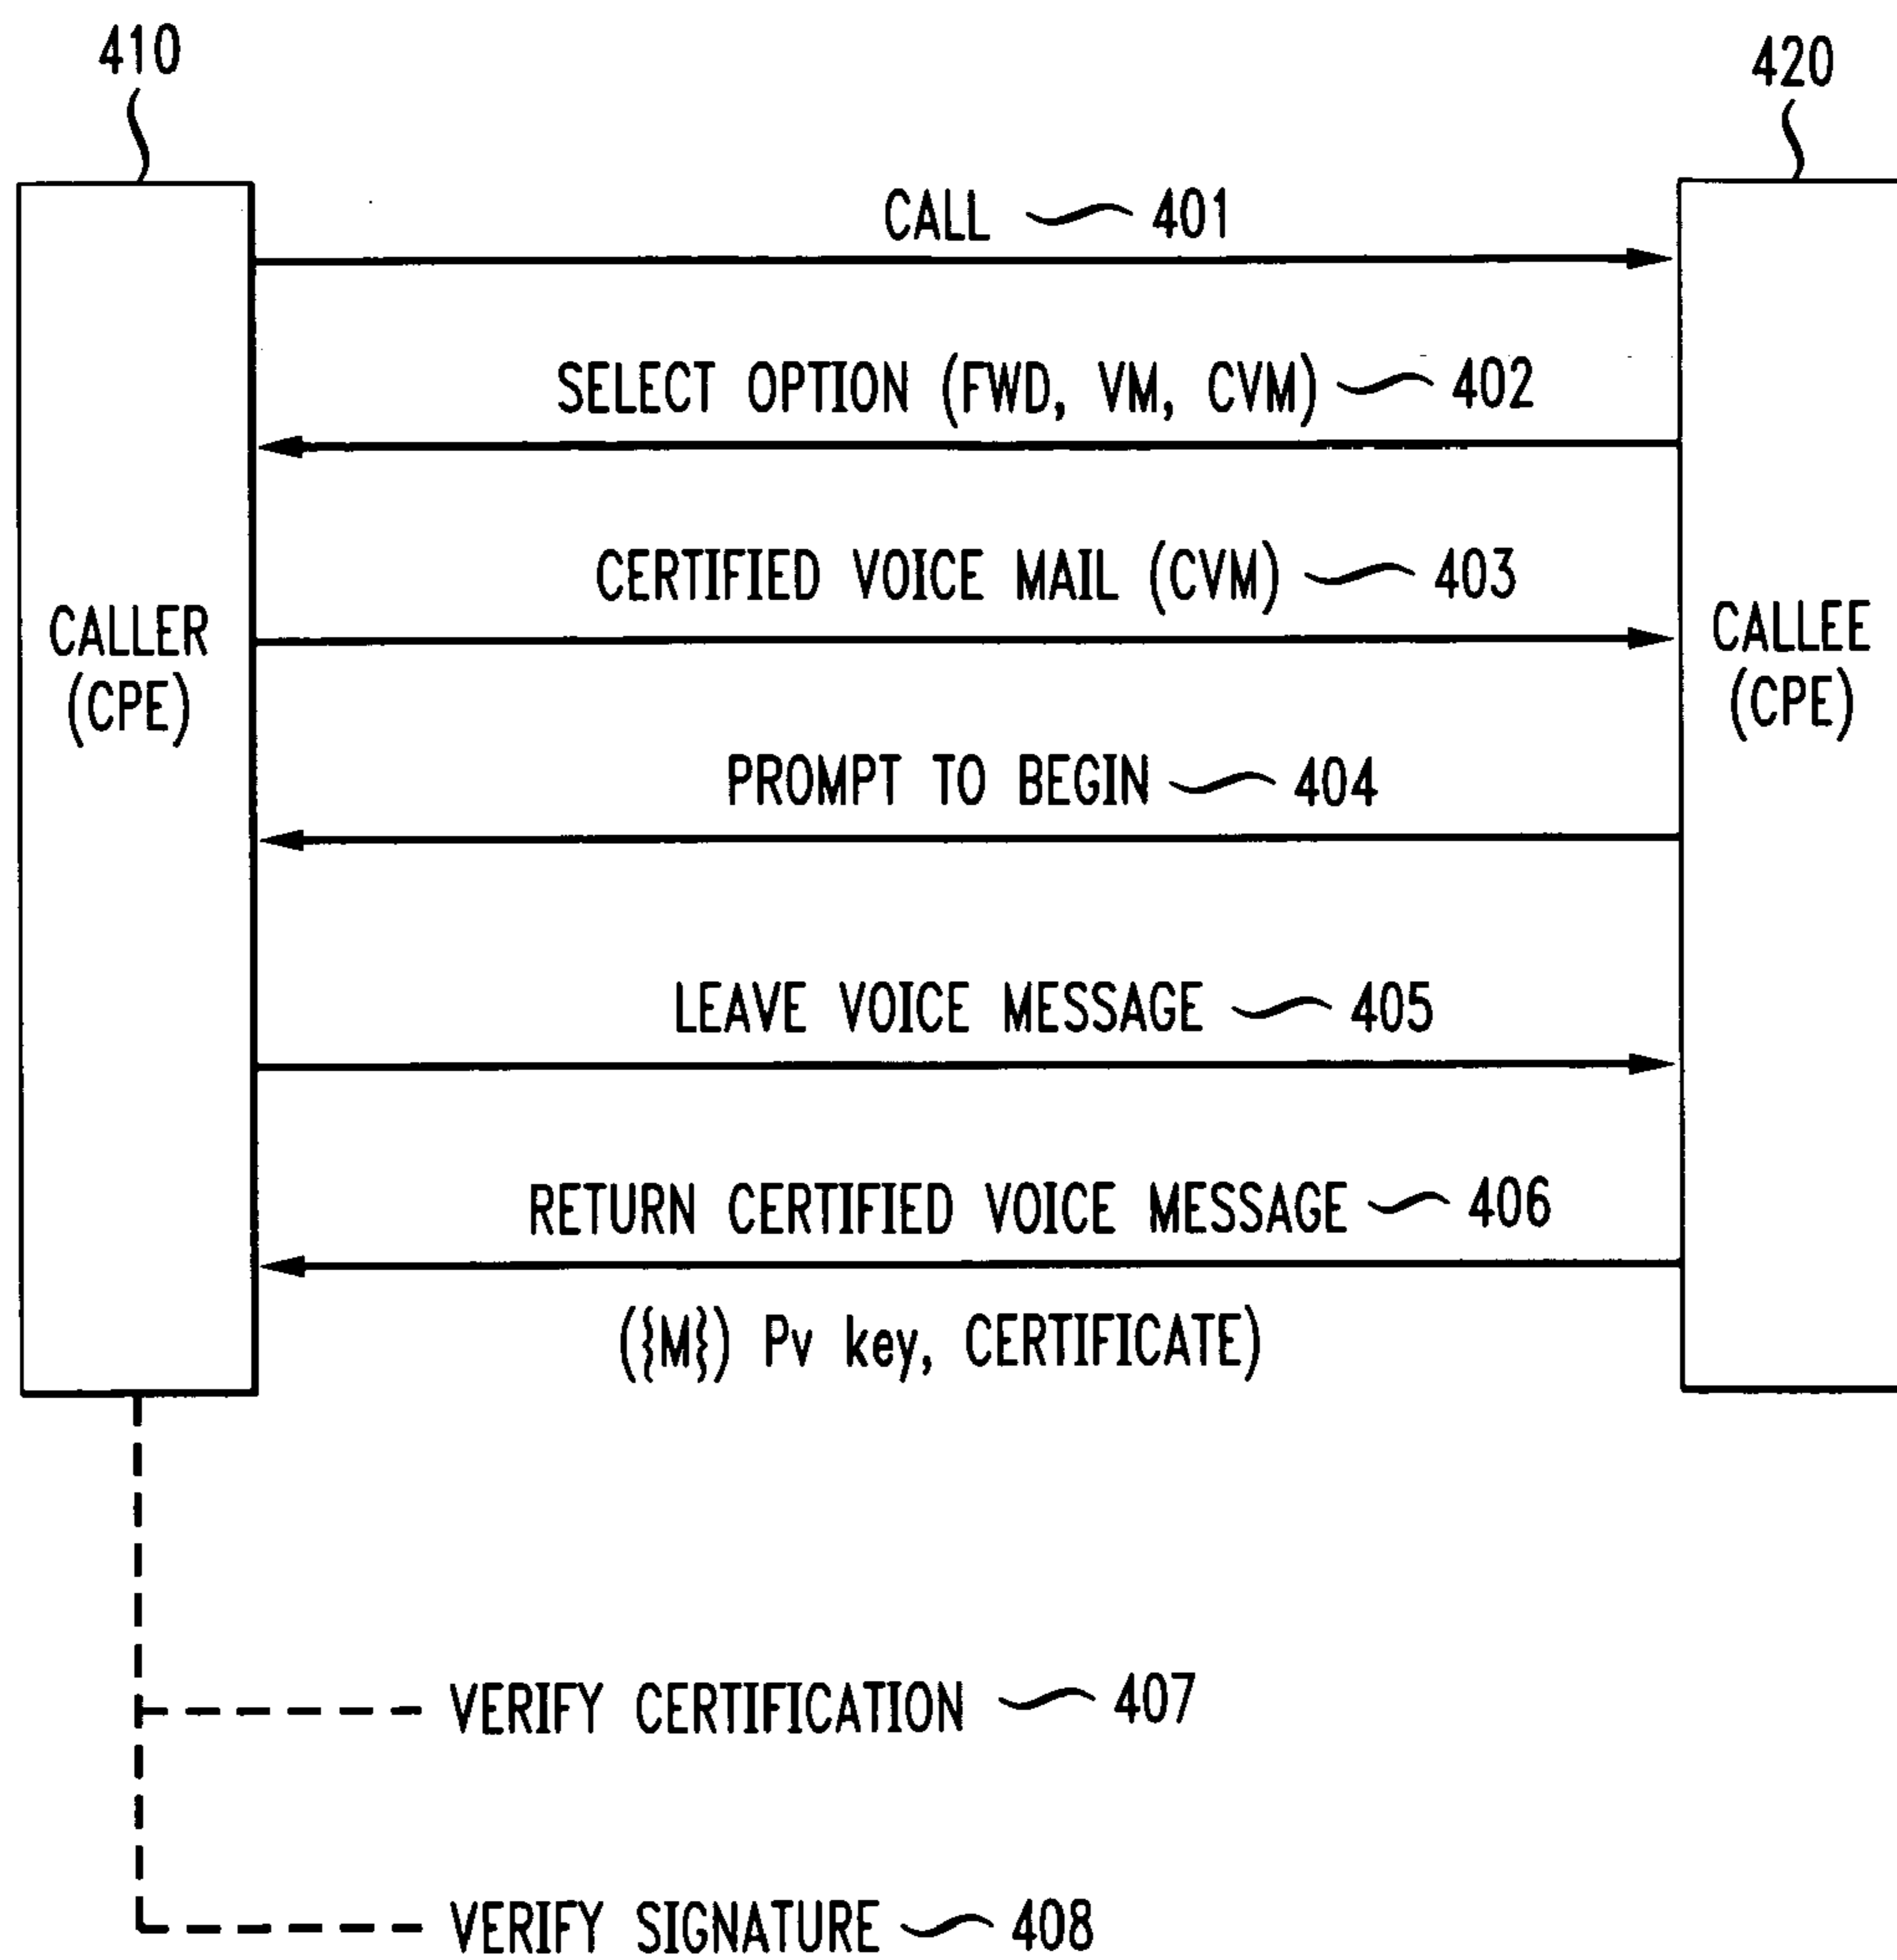 410
420
CALL 401
SELECT OPTION (FWD, VM, CVM) 402
CERTIFIED VOICE MAIL (CVM) 403
CALLER
(CPE)
CALLEE
(CPE)
PROMPT TO BEGIN 404
LEAVE VOICE MESSAGE 405
RETURN CERTIFIED VOICE MESSAGE 406
({M}) Pv key, CERTIFICATE)
VERIFY CERTIFICATION 407
VERIFY SIGNATURE 408